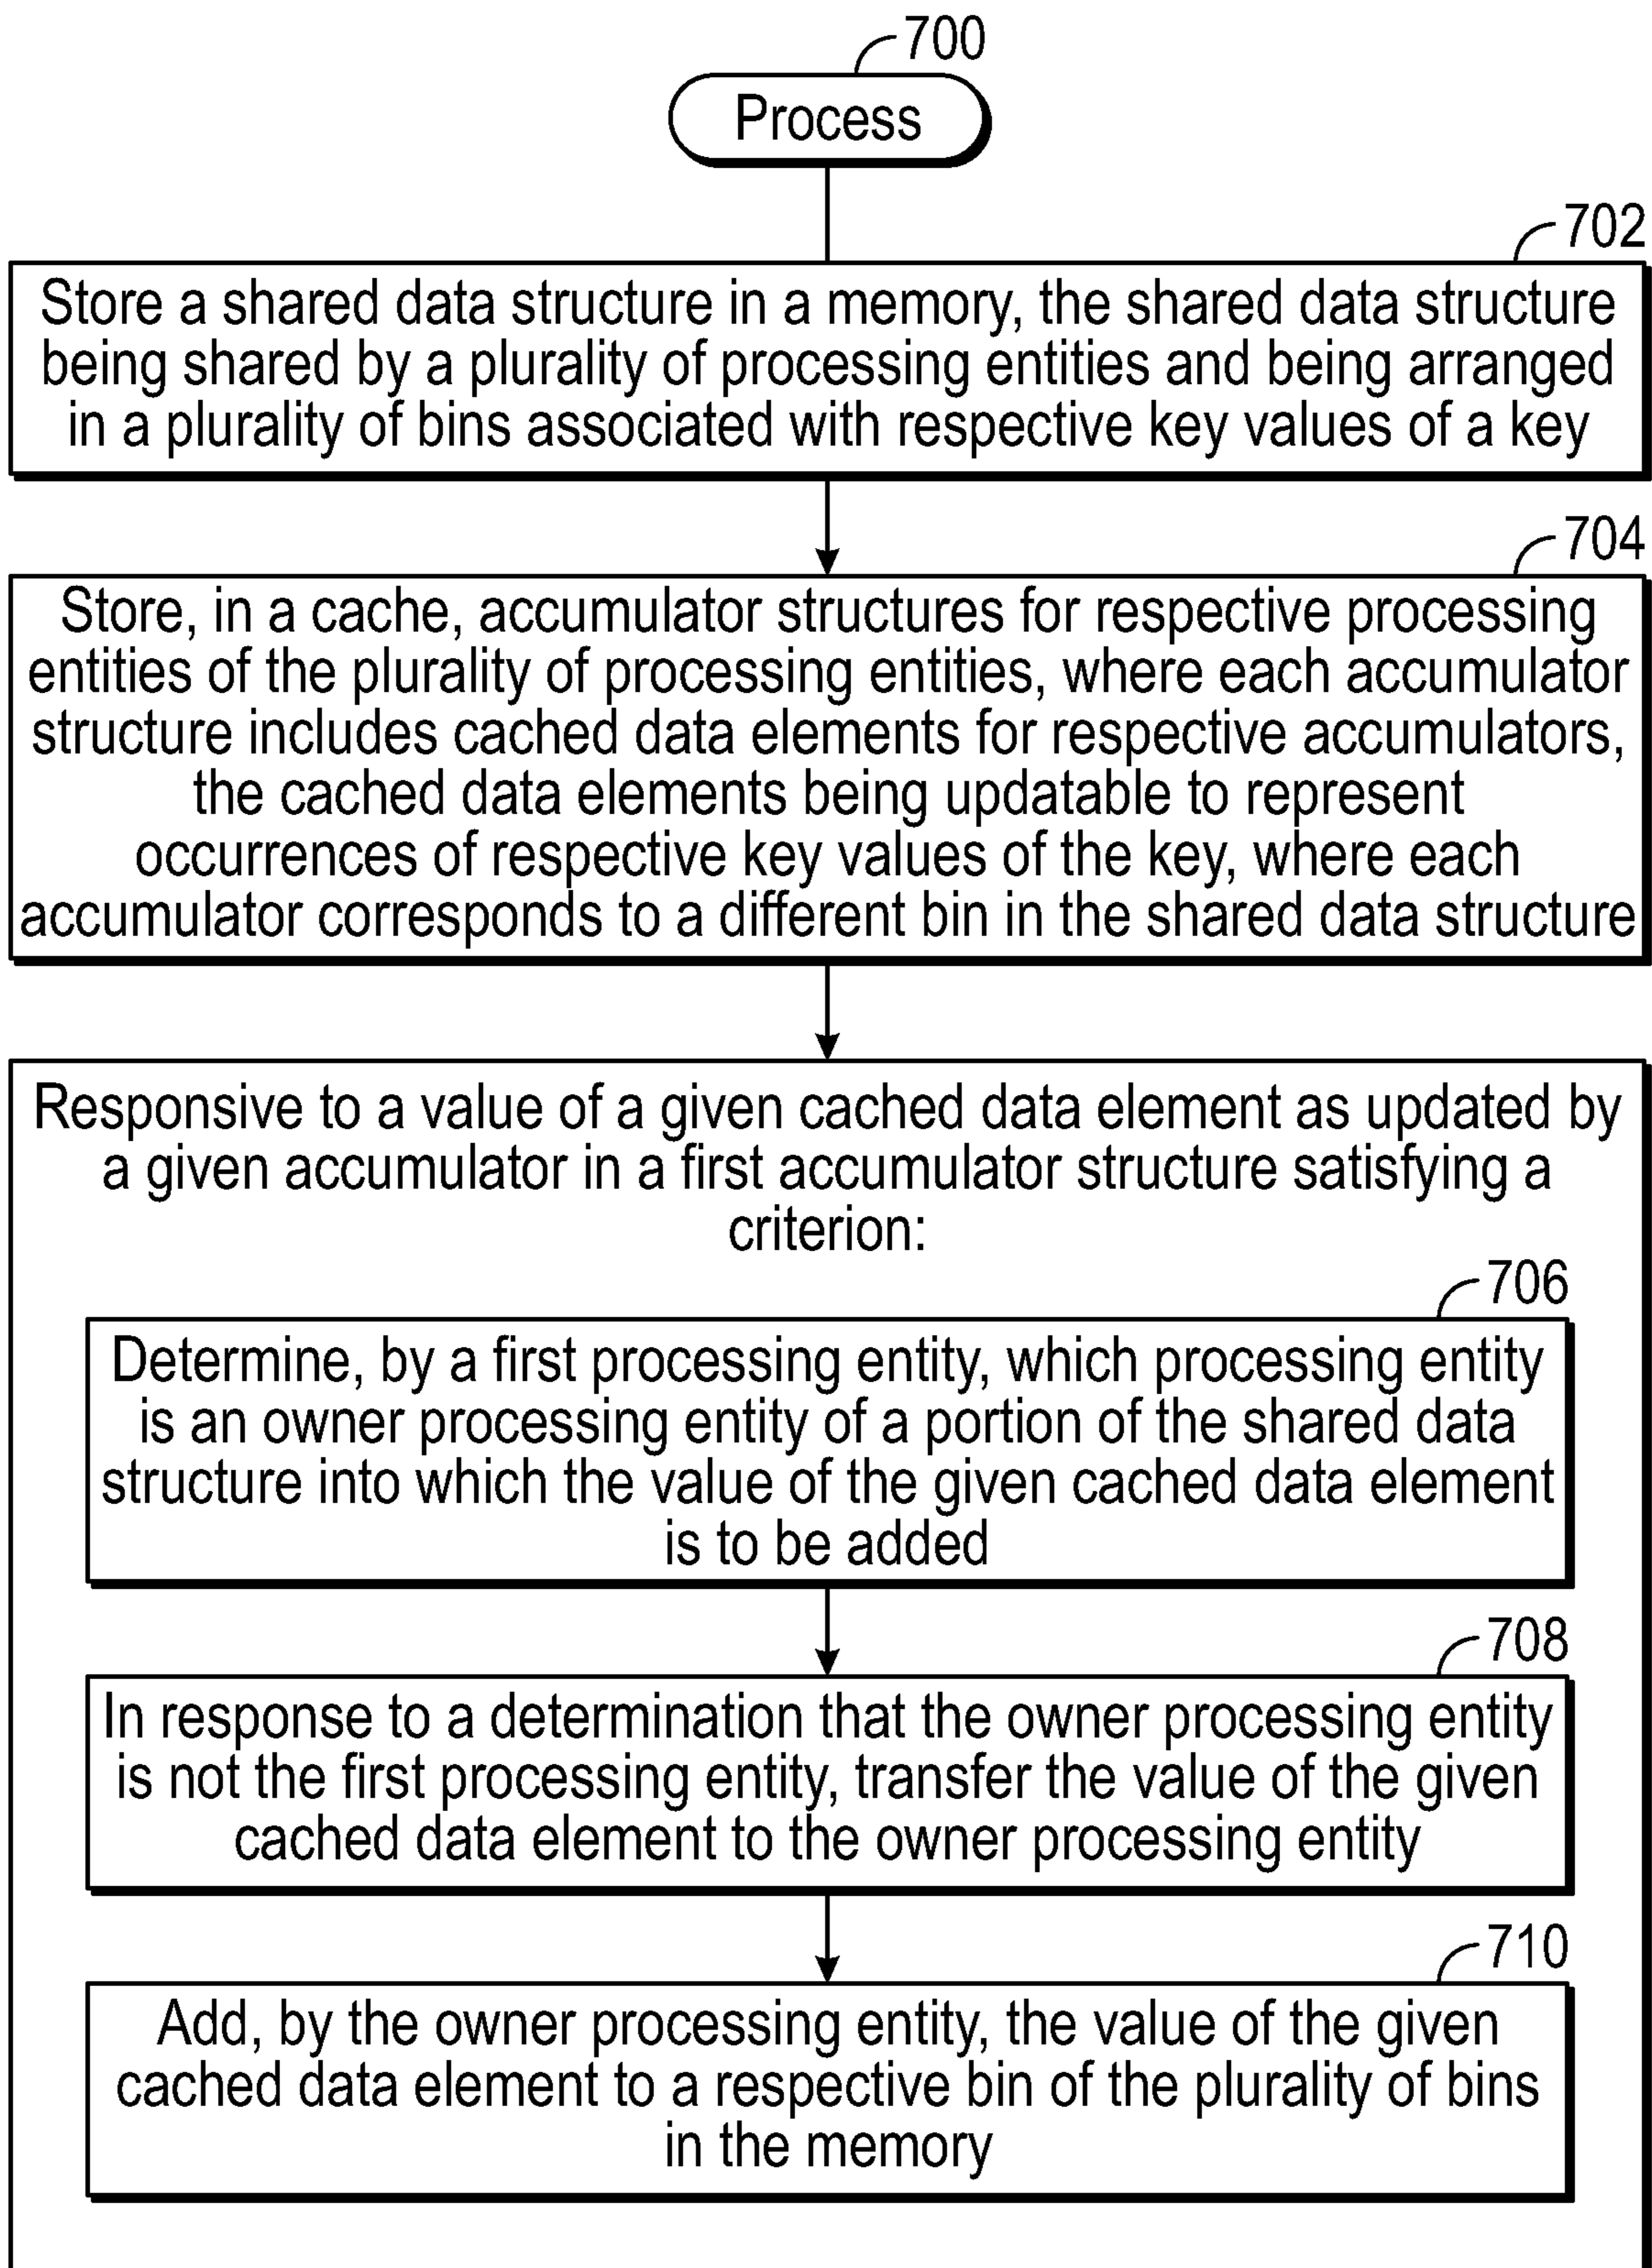 700
Process
702
Store a shared data structure in a memory, the shared data structure
being shared by a plurality of processing entities and being arranged
in a plurality of bins associated with respective key values of a key
704
Store, in a cache, accumulator structures for respective processing
entities of the plurality of processing entities, where each accumulator
structure includes cached data elements for respective accumulators,
the cached data elements being updatable to represent
occurrences of respective key values of the key, where each
accumulator corresponds to a different bin in the shared data structure
Responsive to a value of a given cached data element as updated by
a given accumulator in a first accumulator structure satisfying a
criterion:
706
Determine, by a first processing entity, which processing entity
is an owner processing entity of a portion of the shared data
structure into which the value of the given cached data element
is to be added
708
In response to a determination that the owner processing entity
is not the first processing entity, transfer the value of the given
cached data element to the owner processing entity
710
Add, by the owner processing entity, the value of the given
cached data element to a respective bin of the plurality of bins
in the memory